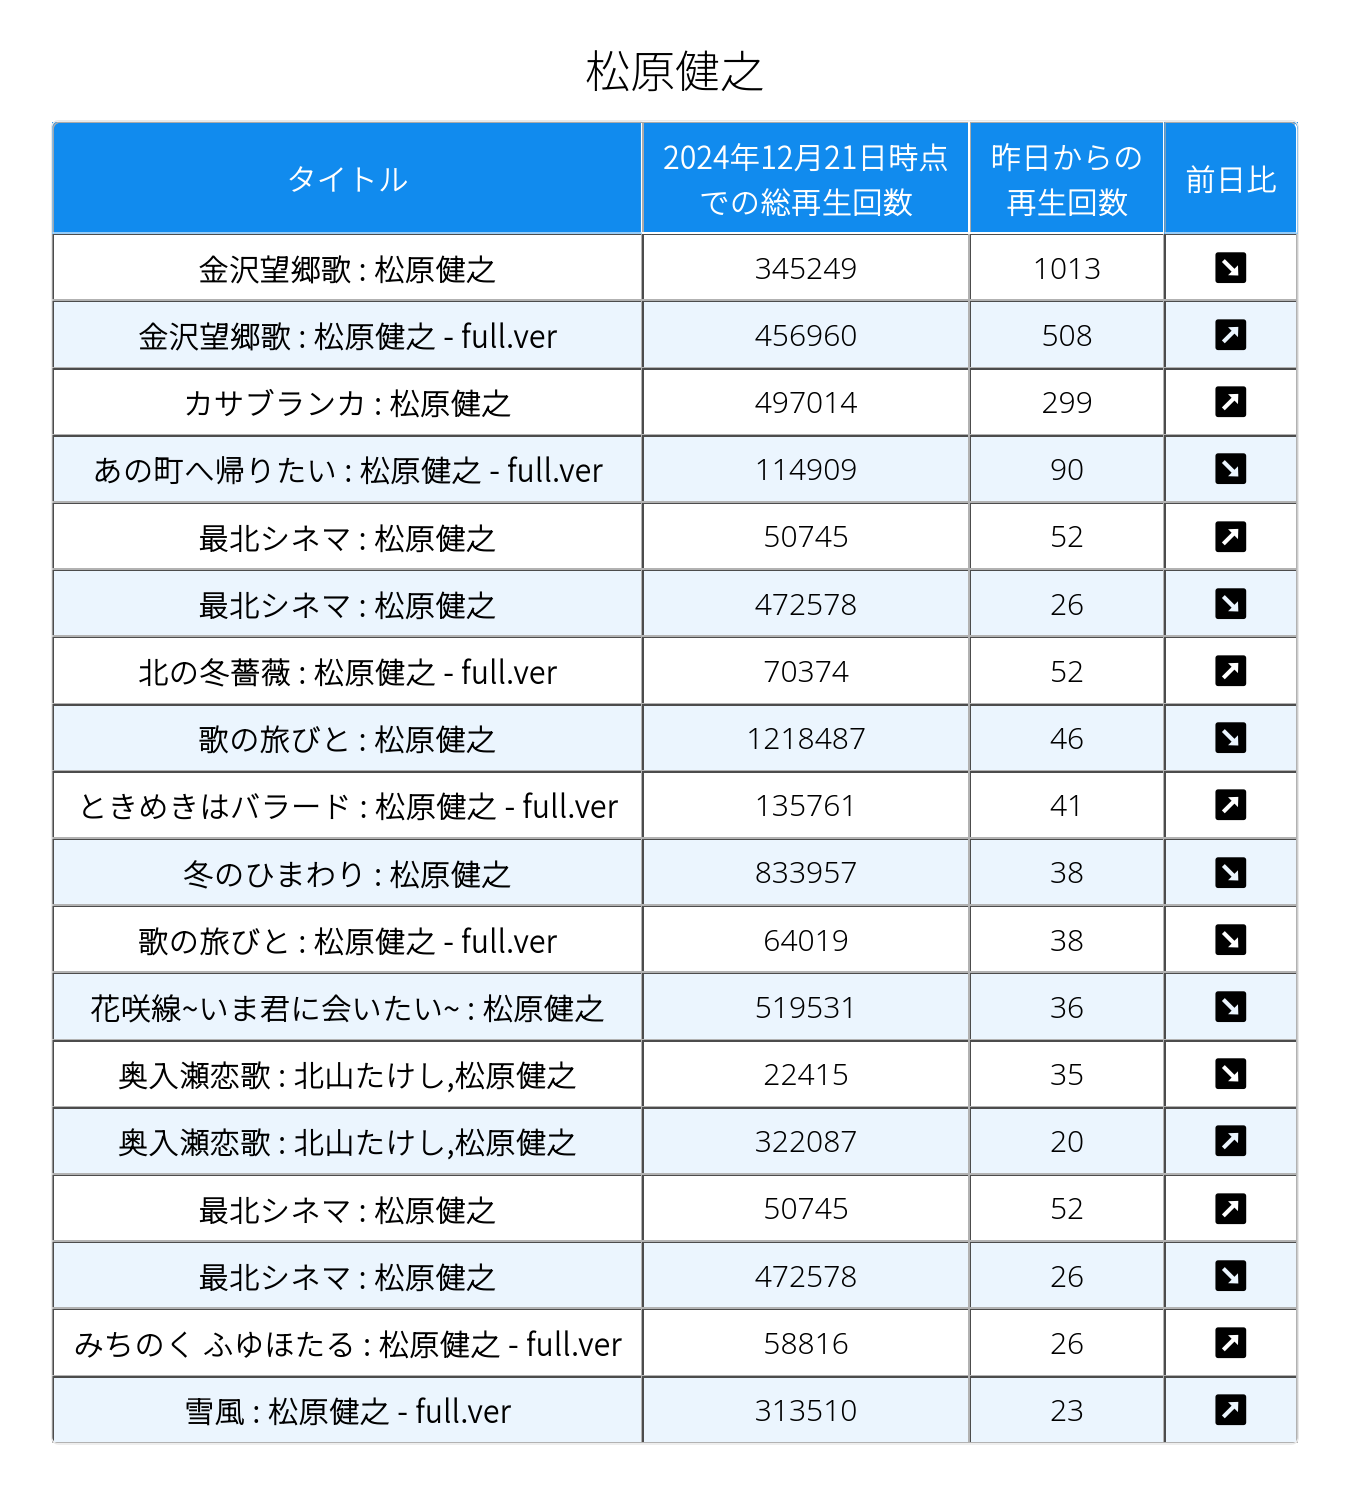 松原健之
タイトル
2024年12月21日時点
での総再生回数
昨日からの
再生回数
前日比
金沢望郷歌 : 松原健之 345249 1013
金沢望郷歌 : 松原健之 - full.ver 456960 508
カサブランカ : 松原健之 497014 299
あの町へ帰りたい : 松原健之 - full.ver 114909 90
最北シネマ : 松原健之 50745 52
最北シネマ : 松原健之 472578 26
北の冬薔薇 : 松原健之 - full.ver 70374 52
歌の旅びと : 松原健之 1218487 46
ときめきはバラード : 松原健之 - full.ver 135761 41
冬のひまわり : 松原健之 833957 38
歌の旅びと : 松原健之 - full.ver 64019 38
花咲線~いま君に会いたい~ : 松原健之 519531 36
奥入瀬恋歌 : 北山たけし,松原健之 22415 35
奥入瀬恋歌 : 北山たけし,松原健之 322087 20
最北シネマ : 松原健之 50745 52
最北シネマ : 松原健之 472578 26
みちのく ふゆほたる : 松原健之 - full.ver 58816 26
雪風 : 松原健之 - full.ver 313510 23